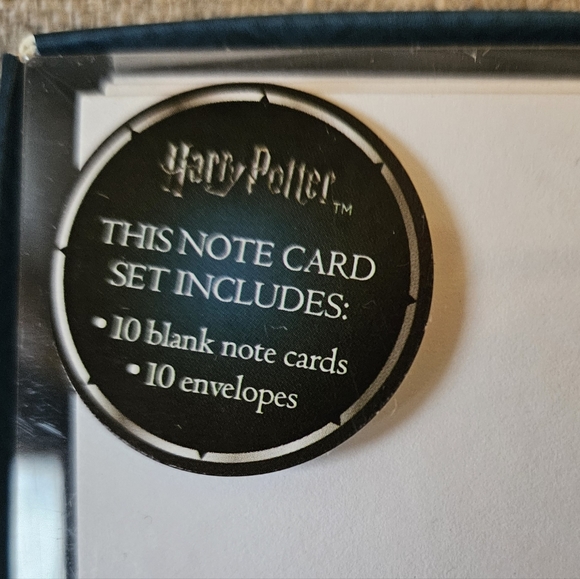 Harry Potter™
THIS NOTE CARD
SET INCLUDES:
• 10 blank note cards
• 10 envelopes